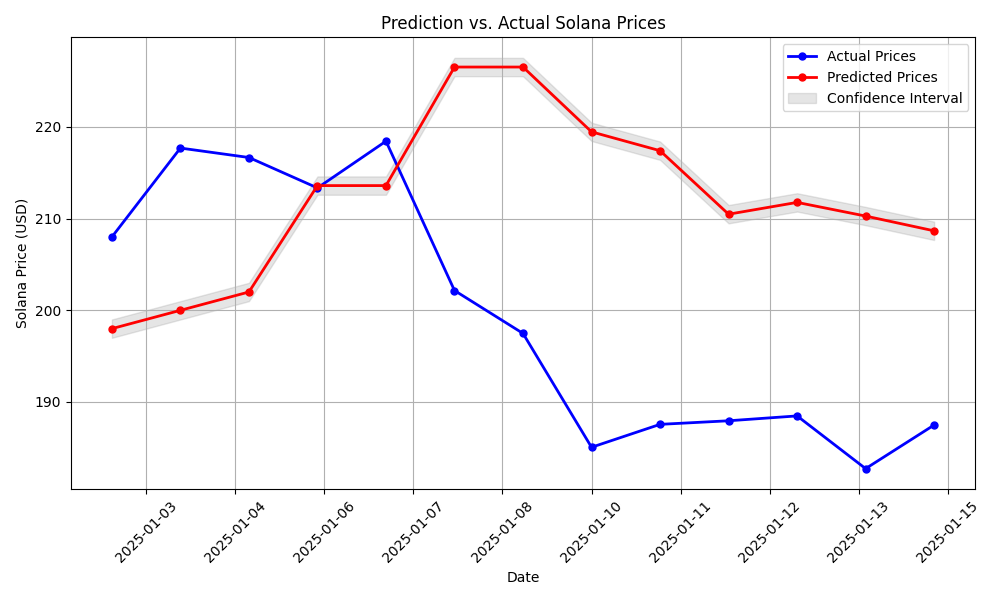 Prediction vs. Actual Solana Prices
Actual Prices
Predicted Prices
Confidence Interval
Solana Price (USD)
220
210
200
190
2025-01-03
2025-01-04
2025-01-06
2025-01-07
2025-01-08
2025-01-10
2025-01-11
2025-01-12
2025-01-13
2025-01-15
Date